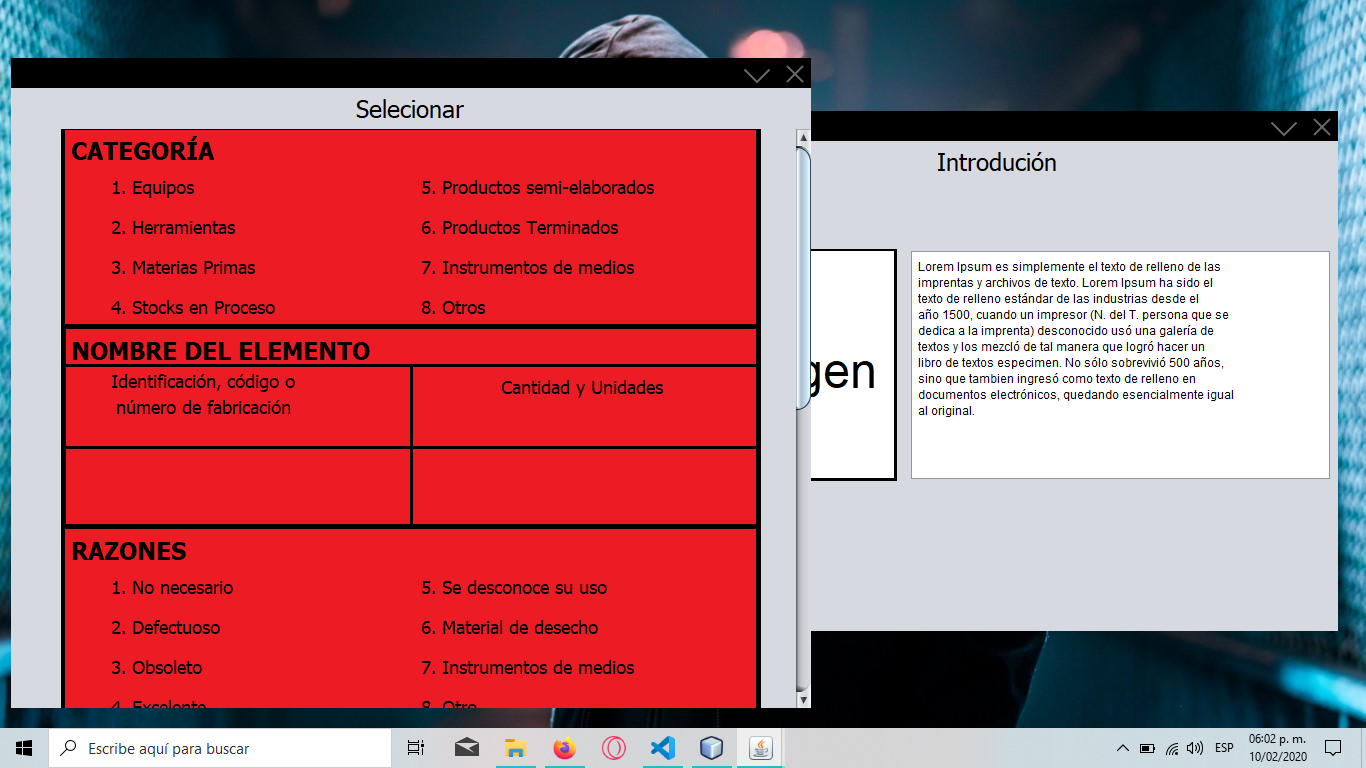 Selecionar
CATEGORÍA
1. Equipos
5. Productos semi-elaborados
2. Herramientas
6. Productos Terminados
3. Materias Primas
7. Instrumentos de medios
4. Stocks en Proceso
8. Otros
NOMBRE DEL ELEMENTO
Identificación, código o
número de fabricación
Cantidad y Unidades
RAZONES
1. No necesario
5. Se desconoce su uso
2. Defectuoso
6. Material de desecho
3. Obsoleto
7. Instrumentos de medios
4. Excelente
8. Otro
Introdución
gen
Lorem Ipsum es simplemente el texto de relleno de las
imprentas y archivos de texto. Lorem Ipsum ha sido el
texto de relleno estándar de las industrias desde el
año 1500, cuando un impresor (N. del T. persona que se
dedica a la imprenta) desconocido usó una galería de
textos y los mezcló de tal manera que logró hacer un
libro de textos especimen. No sólo sobrevivió 500 años,
sino que tambien ingresó como texto de relleno en
documentos electrónicos, quedando esencialmente igual
al original.
Escribe aquí para buscar
ESP
06:02 p. m.
10/02/2020